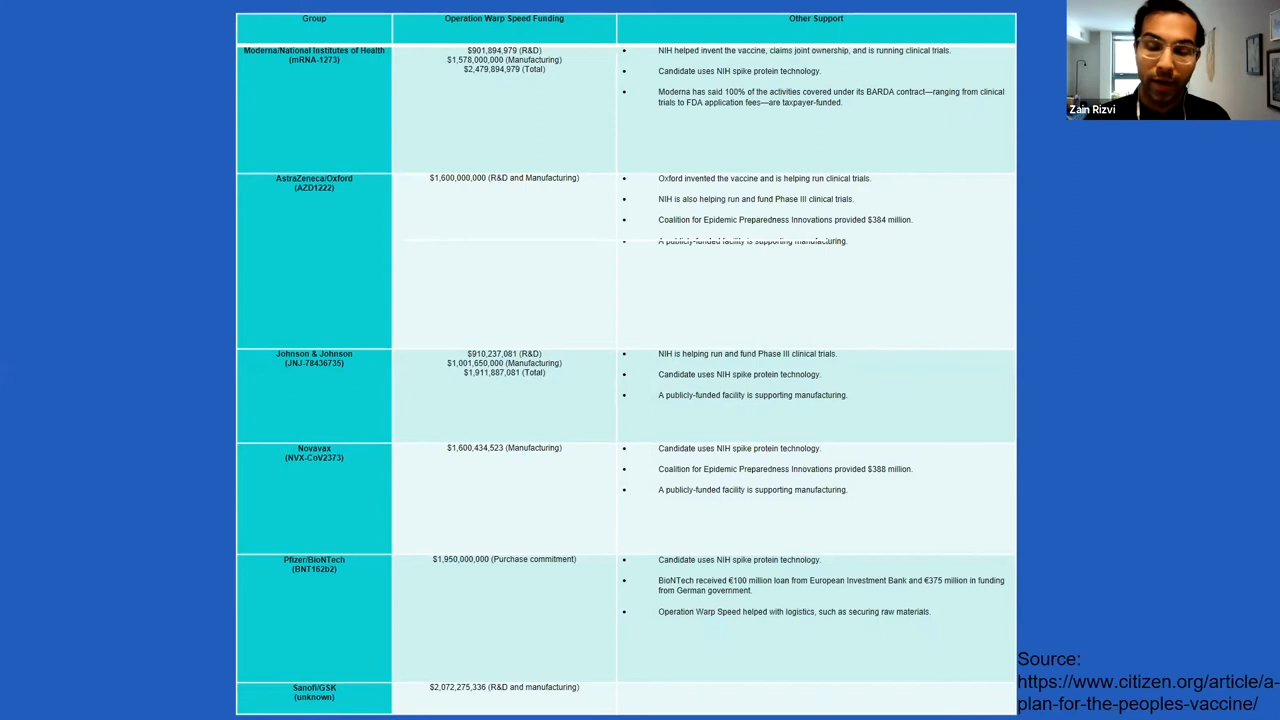 Group
Operation Warp Speed Funding
Other Support
Moderna/National Institutes of Health
(mRNA-1273)
$901,894,979 (R&D)
$1,578,000,000 (Manufacturing)
$2,479,894,979 (Total)
• NIH helped invent the vaccine, claims joint ownership, and is running clinical trials.
• Candidate uses NIH spike protein technology.
• Moderna has said 100% of the activities covered under its BARDA contract—ranging from clinical
trials to FDA application fees—are taxpayer-funded.
AstraZeneca/Oxford
(AZD1222)
$1,600,000,000 (R&D and Manufacturing)
• Oxford invented the vaccine and is helping run clinical trials.
• NIH is also helping run and fund Phase III clinical trials.
• Coalition for Epidemic Preparedness Innovations provided $384 million.
• A publicly-funded facility is supporting manufacturing.
Johnson & Johnson
(JNJ-78436735)
$910,237,081 (R&D)
$1,001,650,000 (Manufacturing)
$1,911,887,081 (Total)
• NIH is helping run and fund Phase III clinical trials.
• Candidate uses NIH spike protein technology.
• A publicly-funded facility is supporting manufacturing.
Novavax
(NVX-CoV2373)
$1,600,434,523 (Manufacturing)
• Candidate uses NIH spike protein technology.
• Coalition for Epidemic Preparedness Innovations provided $388 million.
• A publicly-funded facility is supporting manufacturing.
Pfizer/BioNTech
(BNT162b2)
$1,950,000,000 (Purchase commitment)
• Candidate uses NIH spike protein technology.
• BioNTech received €100 million loan from European Investment Bank and €375 million in funding
from German government.
• Operation Warp Speed helped with logistics, such as securing raw materials.
Sanofi/GSK
(unknown)
$2,072,275,336 (R&D and manufacturing)
Zain Rizvi
Source:
https://www.citizen.org/article/a-
plan-for-the-peoples-vaccine/